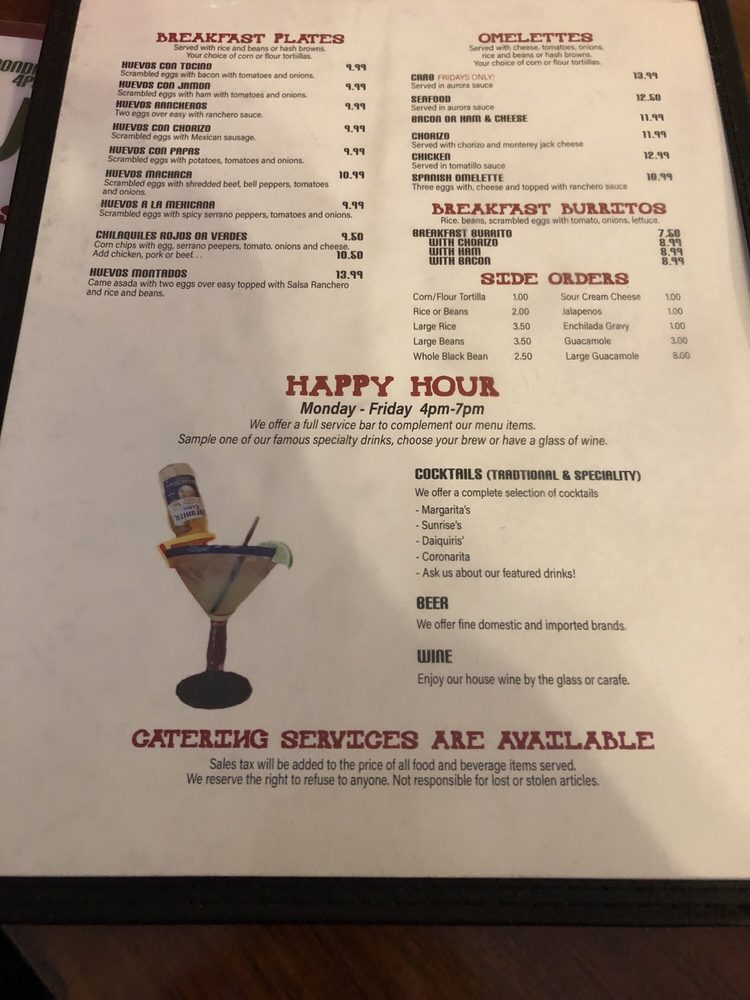 BREAKFAST PLATES
Served with rice and beans or hash browns.
Your choice of corn or flour tortillas.
HUEVOS CON TOCINO 9.99
Scrambled eggs with bacon with tomatoes and onions.
HUEVOS CON JAMON 9.99
Scrambled eggs with ham with tomatoes and onions.
HUEVOS RANCHEROS 9.99
Two eggs over easy with ranchero sauce.
HUEVOS CON CHORIZO 9.99
Scrambled eggs with Mexican sausage.
HUEVOS CON PAPAS 9.99
Scrambled eggs with potatoes, tomatoes and onions.
HUEVOS MACHACA 10.99
Scrambled eggs with shredded beef, bell peppers, tomatoes
and onions.
HUEVOS A LA MEXICANA 9.99
Scrambled eggs with spicy serrano peppers, tomatoes and onions.
CHILAQUILES ROJOS OR VERDES 9.50
Corn chips with egg, serrano peepers, tomato. onions and cheese.
Add chicken, pork or beef. . . 10.50
HUEVOS MONTADOS 13.99
Carne asada with two eggs over easy topped with Salsa Ranchero
and rice and beans.
OMELETTES
Served with cheese, tomatoes, onions,
rice and beans or hash browns.
Your choice of corn or flour tortillas.
CRAB FRIDAYS ONLY! 13.99
Served in aurora sauce
SEAFOOD 12.50
Served in aurora sauce
BACON OR HAM & CHEESE 11.99
CHORIZO 11.99
Served with chorizo and monterey jack cheese
CHICKEN 12.99
Served in tomatillo sauce
SPANISH OMELETTE 10.99
Three eggs with, cheese and topped with ranchero sauce
BREAKFAST BURRITOS
Rice, beans, scrambled eggs with tomato, onions, lettuce.
BREAKFAST BURRITO 7.50
WITH CHORIZO 8.99
WITH HAM 8.99
WITH BACON 8.99
SIDE ORDERS
Corn/Flour Tortilla 1.00 Sour Cream Cheese 1.00
Rice or Beans 2.00 Jalapenos 1.00
Large Rice 3.50 Enchilada Gravy 1.00
Large Beans 3.50 Guacamole 3.00
Whole Black Bean 2.50 Large Guacamole 8.00
HAPPY HOUR
Monday - Friday 4pm-7pm
We offer a full service bar to complement our menu items.
Sample one of our famous specialty drinks, choose your brew or have a glass of wine.
COCKTAILS (TRADTIONAL & SPECIALITY)
We offer a complete selection of cocktails
- Margarita's
- Sunrise's
- Daiquiris'
- Coronarita
- Ask us about our featured drinks!
BEER
We offer fine domestic and imported brands.
WINE
Enjoy our house wine by the glass or carafe.
CATERING SERVICES ARE AVAILABLE
Sales tax will be added to the price of all food and beverage items served.
We reserve the right to refuse to anyone. Not responsible for lost or stolen articles.